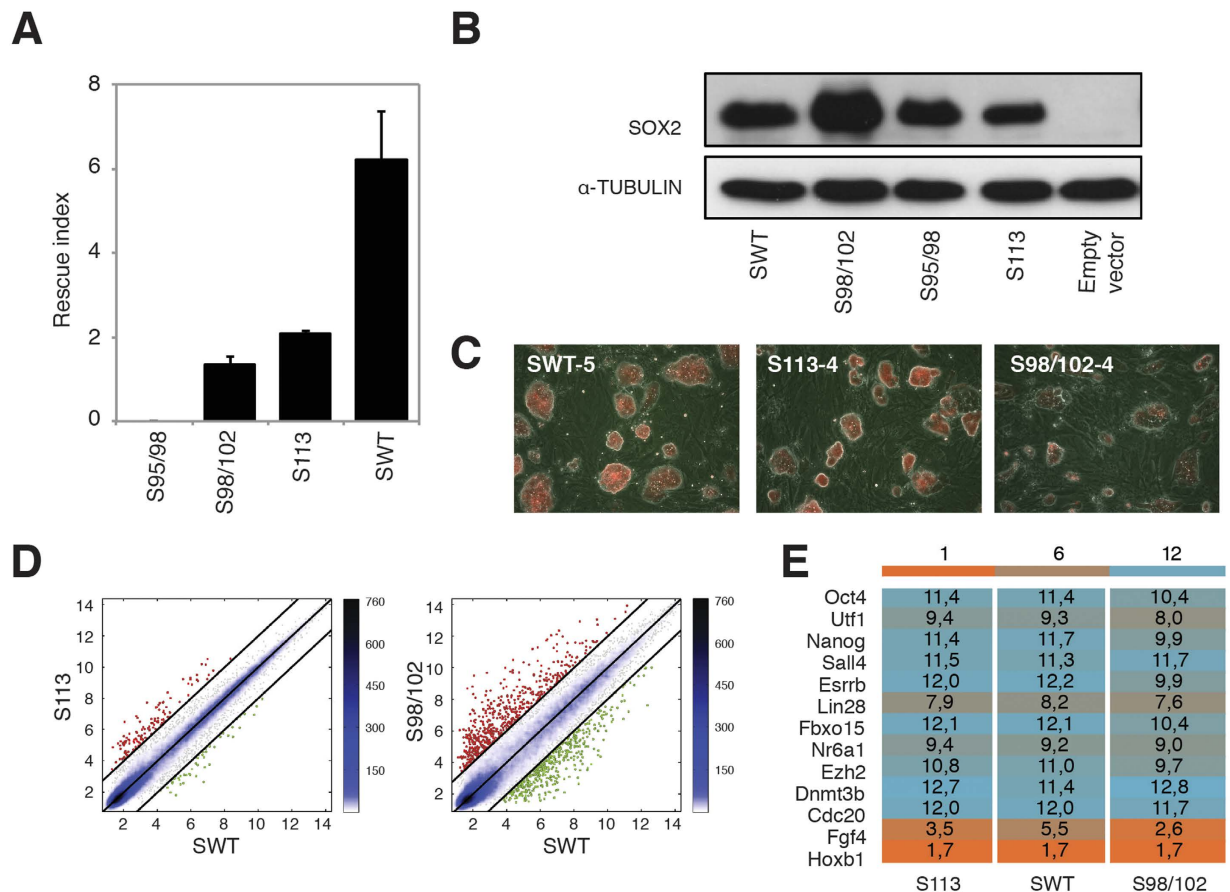 A
Rescue index
8
6
4
2
0
S95/98
S98/102
S113
SWT
B
SOX2
α-TUBULIN
SWT
S98/102
S95/98
S113
Empty
vector
C
SWT-5
S113-4
S98/102-4
D
S113
14
12
10
8
6
4
2
2 4 6 8 10 12 14
SWT
760
600
450
300
150
S98/102
14
12
10
8
6
4
2
2 4 6 8 10 12 14
SWT
760
600
450
300
150
E
1 6 12
Oct4 11,4 11,4 10,4
Utf1 9,4 9,3 8,0
Nanog 11,4 11,7 9,9
Sall4 11,5 11,3 11,7
Esrrb 12,0 12,2 9,9
Lin28 7,9 8,2 7,6
Fbxo15 12,1 12,1 10,4
Nr6a1 9,4 9,2 9,0
Ezh2 10,8 11,0 9,7
Dnmt3b 12,7 11,4 12,8
Cdc20 12,0 12,0 11,7
Fgf4 3,5 5,5 2,6
Hoxb1 1,7 1,7 1,7
S113 SWT S98/102